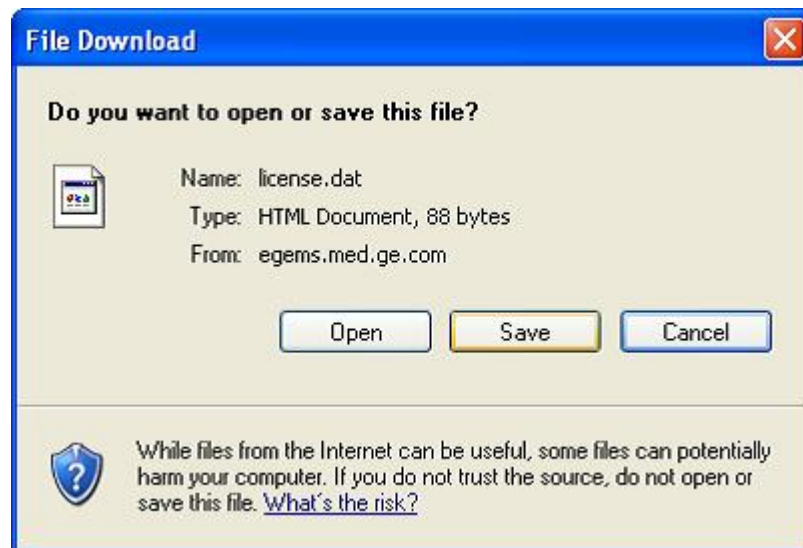 File Download
Do you want to open or save this file?
Name: license.dat
Type: HTML Document, 88 bytes
From: egems.med.ge.com
Open Save Cancel
While files from the Internet can be useful, some files can potentially
harm your computer. If you do not trust the source, do not open or
save this file. What's the risk?